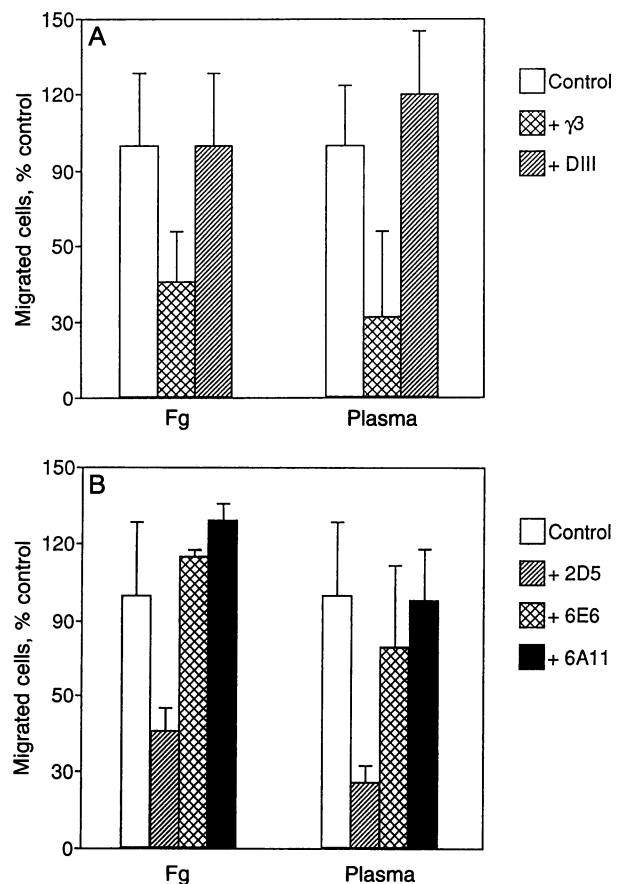 A
150
120
90
50
30
0
Migrated cells, % control
Fg
Plasma
Control
+ γ3
+ DIII
B
150
120
90
50
30
0
Migrated cells, % control
Fg
Plasma
Control
+ 2D5
+ 6E6
+ 6A11